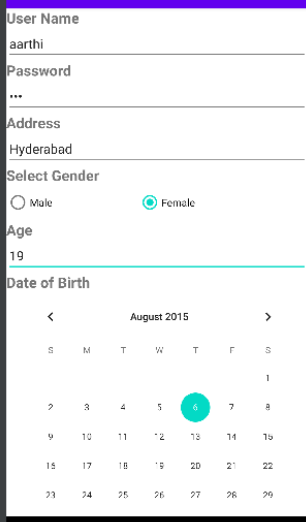 User Name
aarthi
Password
•••
Address
Hyderabad
Select Gender
Male Female
Age
19
Date of Birth
< August 2015 >
S M T W T F S
1
2 3 4 5 6 7 8
9 10 11 12 13 14 15
16 17 18 19 20 21 22
23 24 25 26 27 28 29